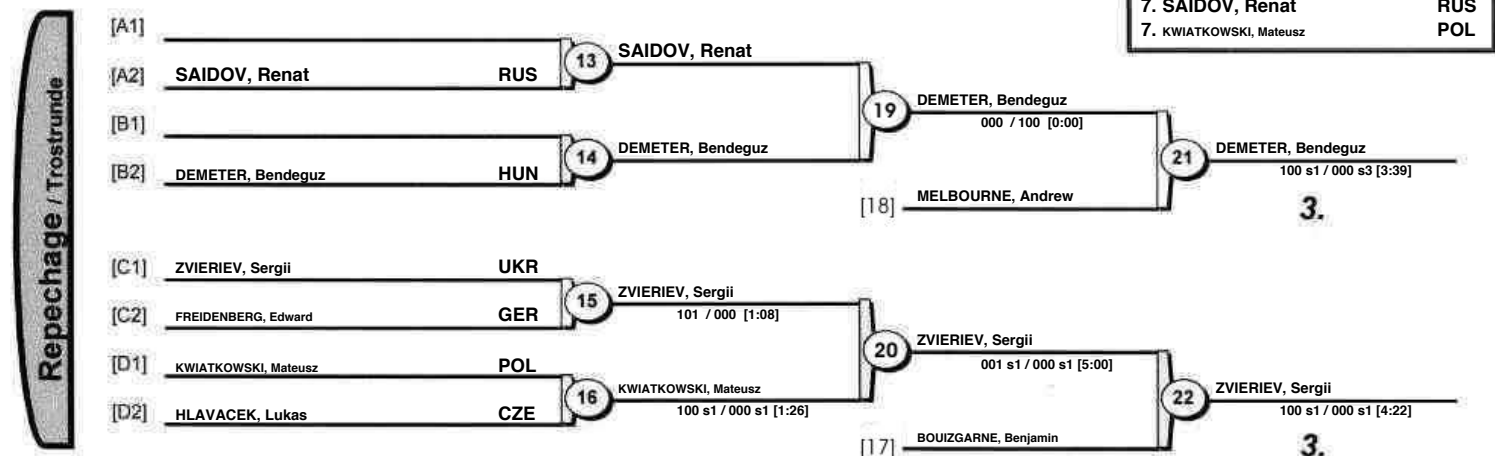 7. SAIDOV, Renat RUS
7. KWIATKOWSKI, Mateusz POL
Repechage / Trostrunde
[A1]
[A2] SAIDOV, Renat RUS
13 SAIDOV, Renat
[B1]
[B2] DEMETER, Bendeguz HUN
14 DEMETER, Bendeguz
19 DEMETER, Bendeguz
000 / 100 [0:00]
[18] MELBOURNE, Andrew
21 DEMETER, Bendeguz
100 s1 / 000 s3 [3:39]
3.
[C1] ZVIERIEV, Sergii UKR
[C2] FREIDENBERG, Edward GER
15 ZVIERIEV, Sergii
101 / 000 [1:08]
[D1] KWIATKOWSKI, Mateusz POL
[D2] HLAVACEK, Lukas CZE
16 KWIATKOWSKI, Mateusz
100 s1 / 000 s1 [1:26]
20 ZVIERIEV, Sergii
001 s1 / 000 s1 [5:00]
[17] BOUIZGARNE, Benjamin
22 ZVIERIEV, Sergii
100 s1 / 000 s1 [4:22]
3.